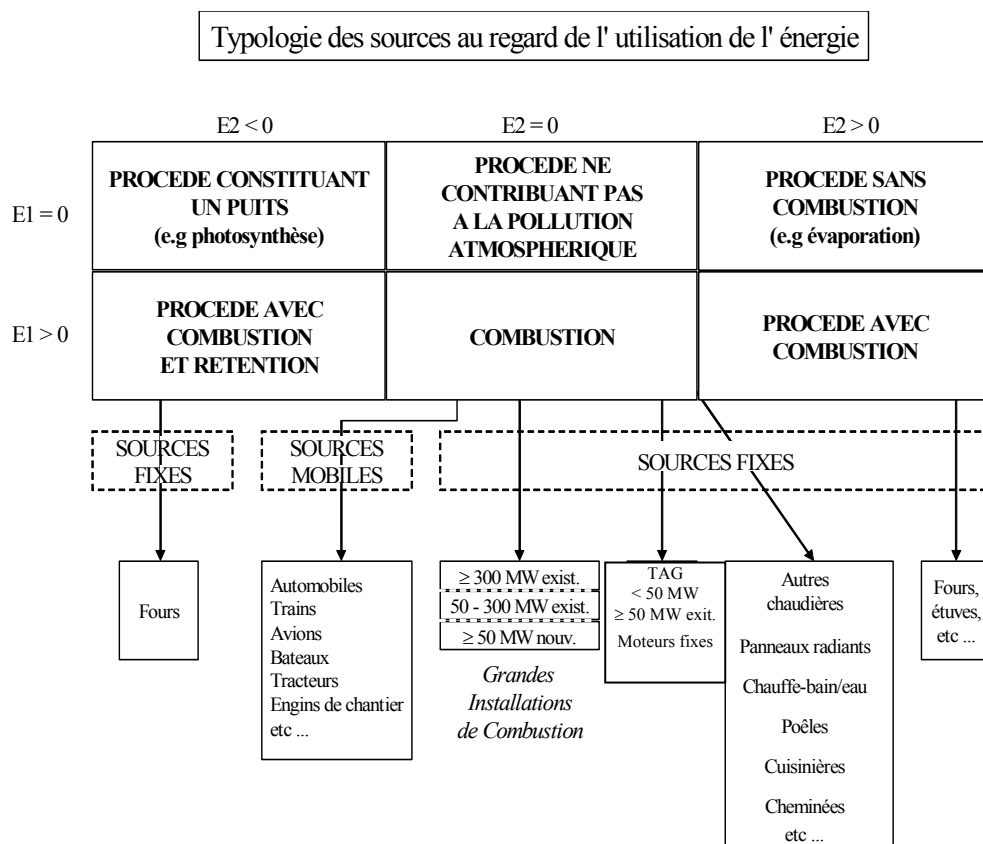 Typologie des sources au regard de l' utilisation de l' énergie
E2 < 0
E2 = 0
E2 > 0
E1 = 0
PROCEDE CONSTITUANT
UN PUITS
(e.g photosynthèse)
PROCEDE NE
CONTRIBUANT PAS
A LA POLLUTION
ATMOSPHERIQUE
PROCEDE SANS
COMBUSTION
(e.g évaporation)
E1 > 0
PROCEDE AVEC
COMBUSTION
ET RETENTION
COMBUSTION
PROCEDE AVEC
COMBUSTION
SOURCES
FIXES
SOURCES
MOBILES
SOURCES FIXES
Fours
Automobiles
Trains
Avions
Bateaux
Tracteurs
Engins de chantier
etc ...
≥ 300 MW exist.
50 - 300 MW exist.
≥ 50 MW nouv.
Grandes
Installations
de Combustion
TAG
< 50 MW
≥ 50 MW exit.
Moteurs fixes
Autres
chaudières
Panneaux radiants
Chauffe-bain/eau
Poêles
Cuisinières
Cheminées
etc ...
Fours,
étuves,
etc ...